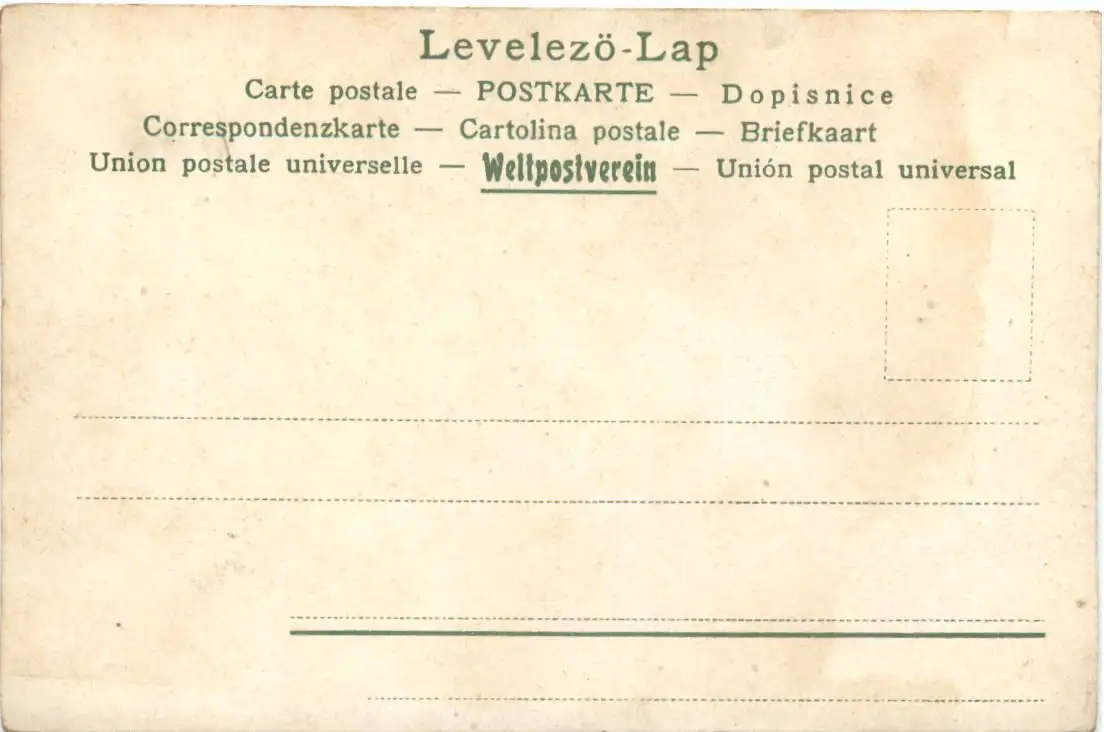 Levelezö-Lap
Carte postale — POSTKARTE — Dopisnice
Correspondenzkarte — Cartolina postale — Briefkaart
Union postale universelle — Weltpostverein — Unión postal universal